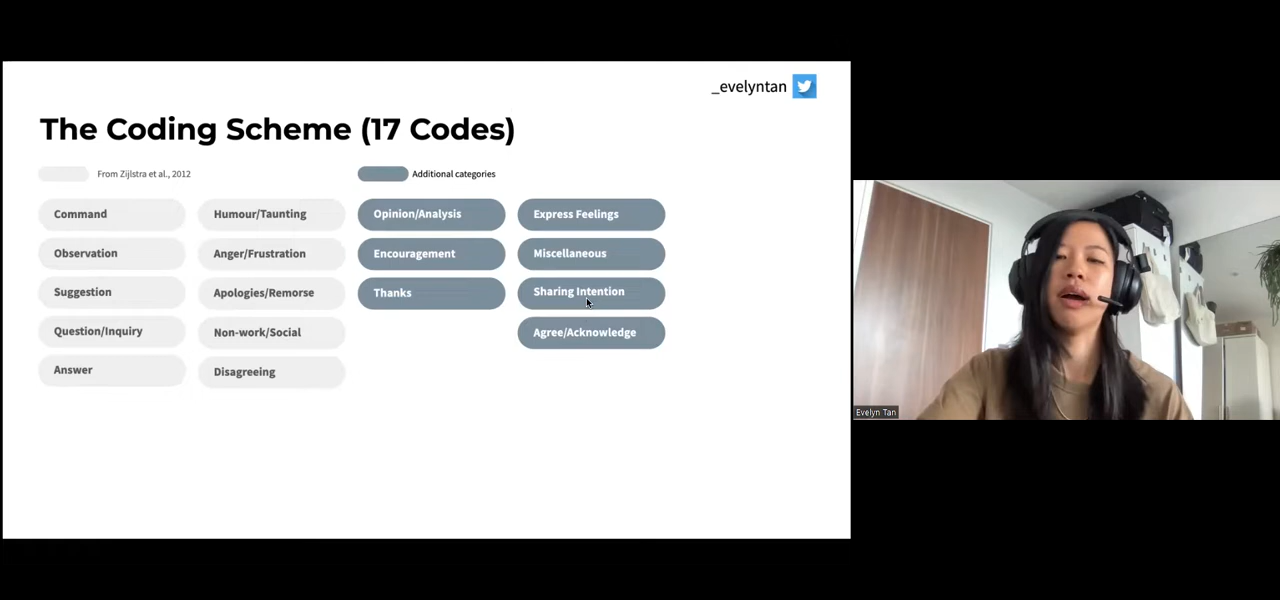 _evelyntan
The Coding Scheme (17 Codes)
From Zijlstra et al., 2012
Additional categories
Command
Humour/Taunting
Opinion/Analysis
Express Feelings
Observation
Anger/Frustration
Encouragement
Miscellaneous
Suggestion
Apologies/Remorse
Thanks
Sharing Intention
Question/Inquiry
Non-work/Social
Agree/Acknowledge
Answer
Disagreeing
Evelyn Tan